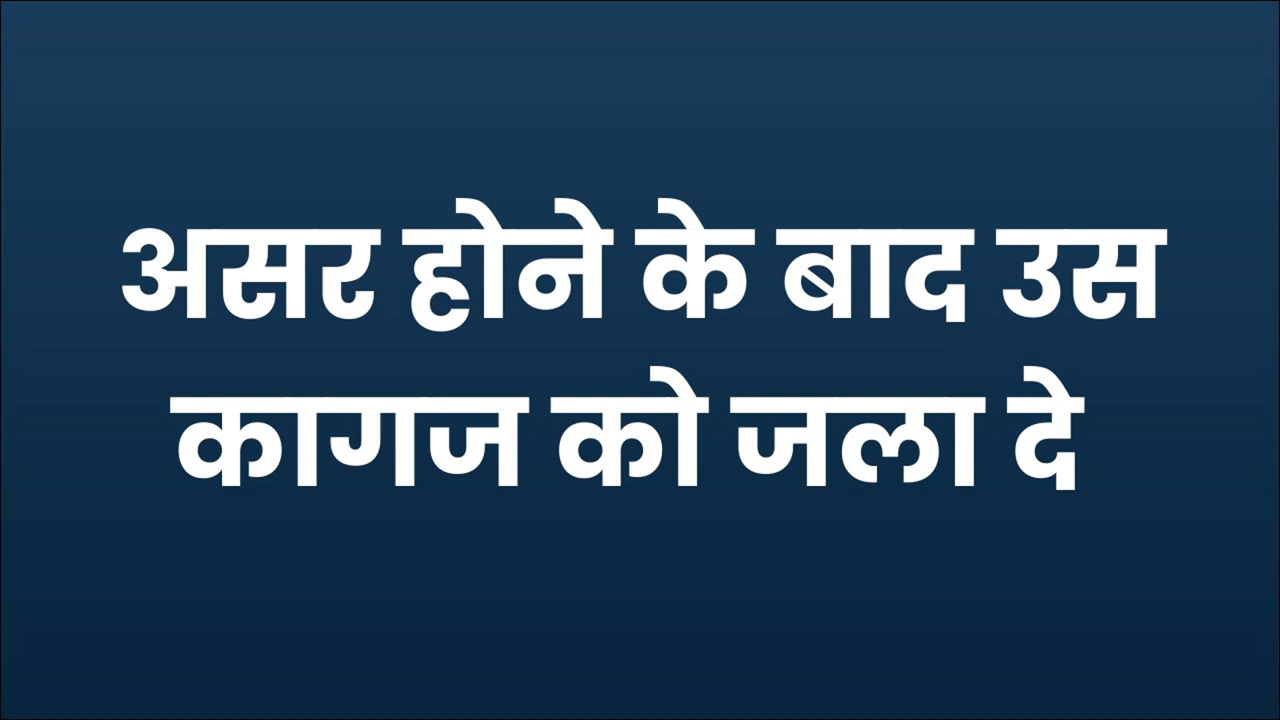 असर होने के बाद उस
कागज को जला दे